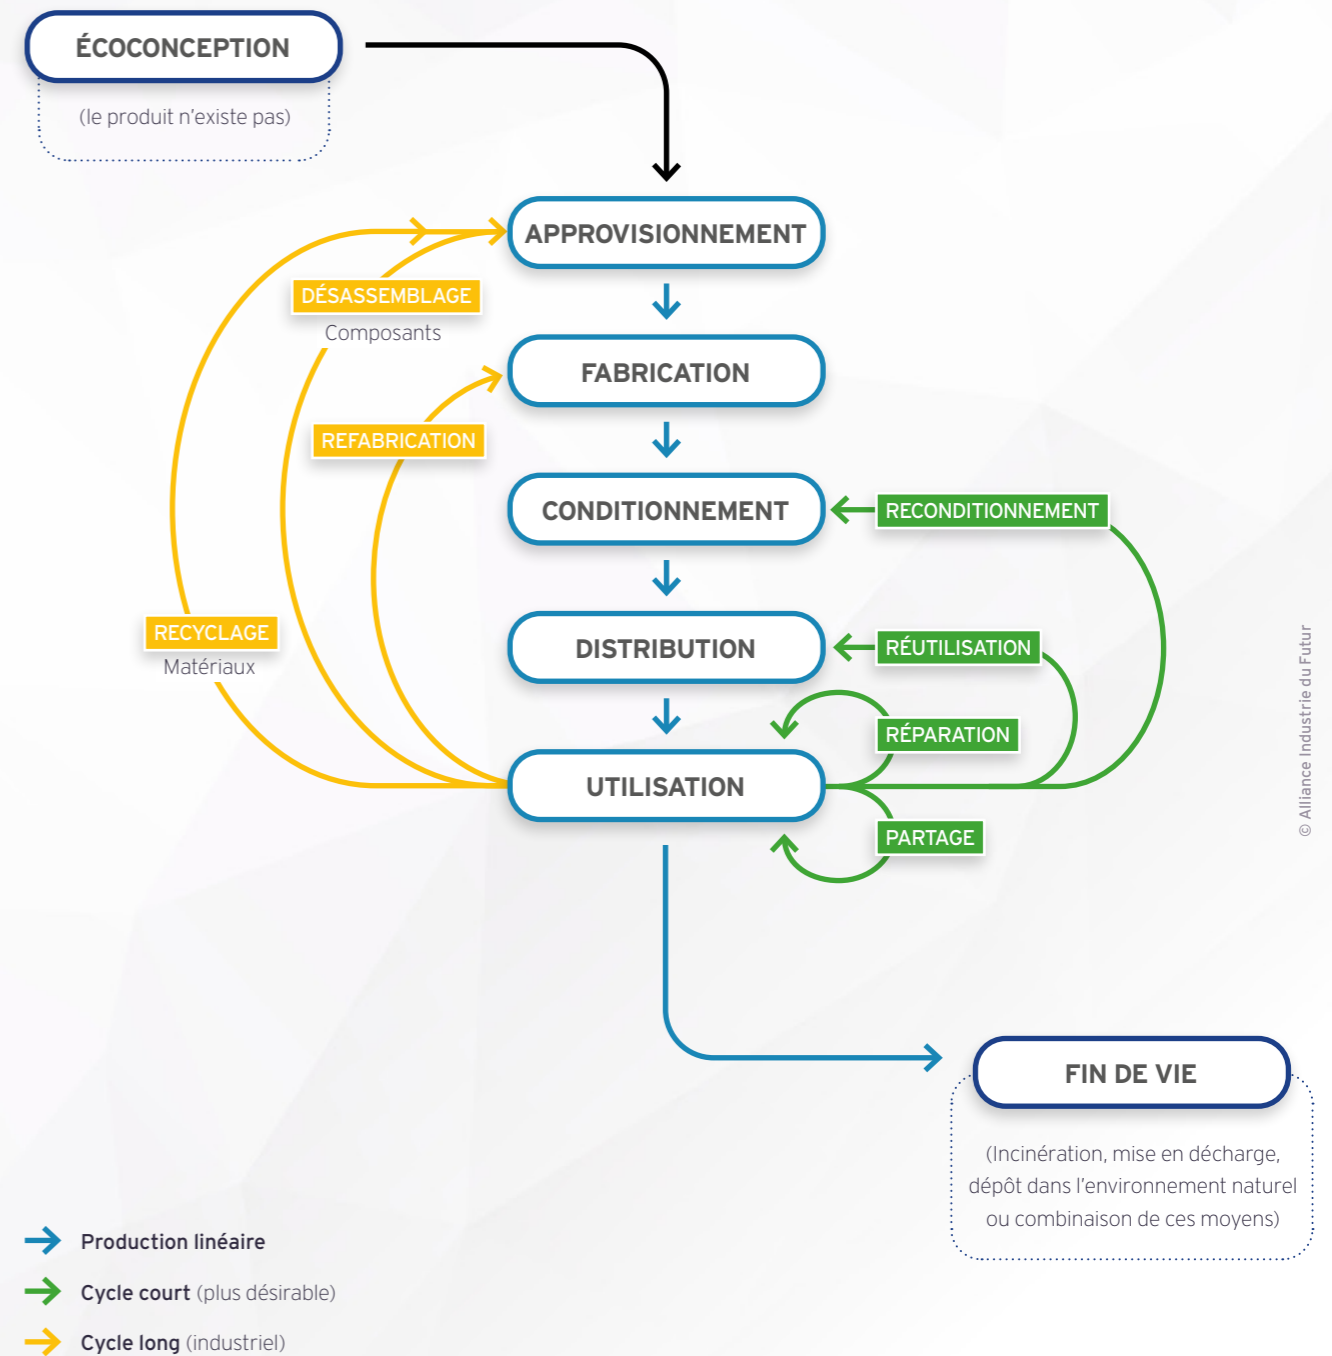 ÉCOCONCEPTION
(le produit n'existe pas)
APPROVISIONNEMENT
DÉSASSEMBLAGE
Composants
FABRICATION
REFABRICATION
CONDITIONNEMENT
RECONDITIONNEMENT
RECYCLAGE
Matériaux
DISTRIBUTION
RÉUTILISATION
RÉPARATION
UTILISATION
PARTAGE
© Alliance Industrie du Futur
FIN DE VIE
(Incinération, mise en décharge,
dépôt dans l'environnement naturel
ou combinaison de ces moyens)
Production linéaire
Cycle court (plus désirable)
Cycle long (industriel)